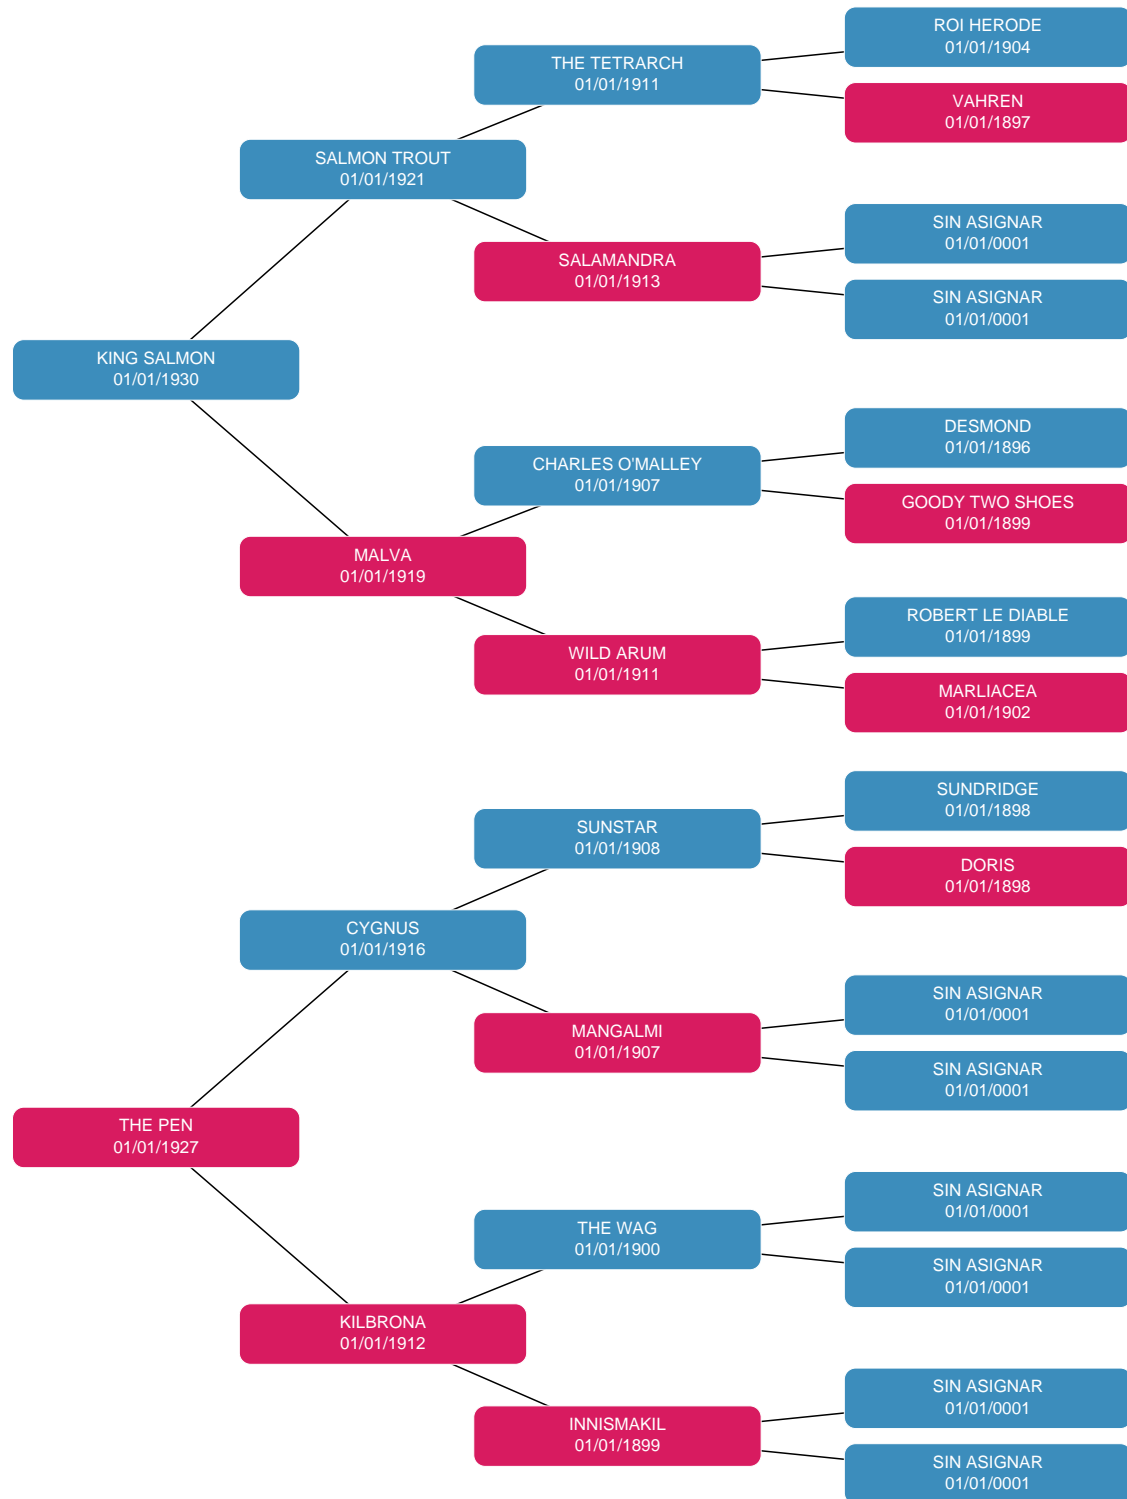 ROI HERODE
01/01/1904
THE TETRARCH
01/01/1911
VAHREN
01/01/1897
SALMON TROUT
01/01/1921
SIN ASIGNAR
01/01/0001
SALAMANDRA
01/01/1913
SIN ASIGNAR
01/01/0001
KING SALMON
01/01/1930
DESMOND
01/01/1896
CHARLES O'MALLEY
01/01/1907
GOODY TWO SHOES
01/01/1899
MALVA
01/01/1919
ROBERT LE DIABLE
01/01/1899
WILD ARUM
01/01/1911
MARLIACEA
01/01/1902
SUNDRIDGE
01/01/1898
SUNSTAR
01/01/1908
DORIS
01/01/1898
CYGNUS
01/01/1916
SIN ASIGNAR
01/01/0001
MANGALMI
01/01/1907
SIN ASIGNAR
01/01/0001
THE PEN
01/01/1927
SIN ASIGNAR
01/01/0001
THE WAG
01/01/1900
SIN ASIGNAR
01/01/0001
KILBRONA
01/01/1912
SIN ASIGNAR
01/01/0001
INNISMAKIL
01/01/1899
SIN ASIGNAR
01/01/0001